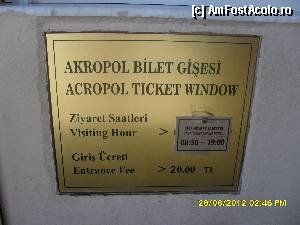 (c) AmFostAcolo.ro
AKROPOL BİLET GİŞESİ
ACROPOL TICKET WINDOW
Ziyaret Saatleri
Visiting Hour >
08:30 - 19:00
Giriş Ücreti
Entrance Fee > 20.00 TL
28/06/2012 02:46 PM